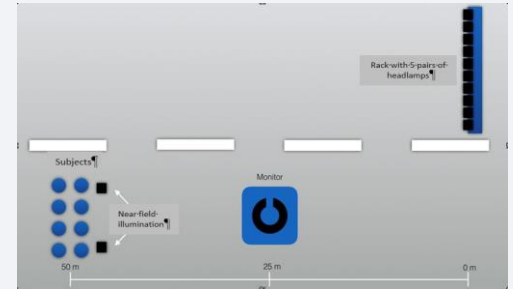 Rack·with·5·pairs·of·
headlamps¶
Subjects¶
Monitor
Near·field·
illumination¶
50 m
25 m
0 m